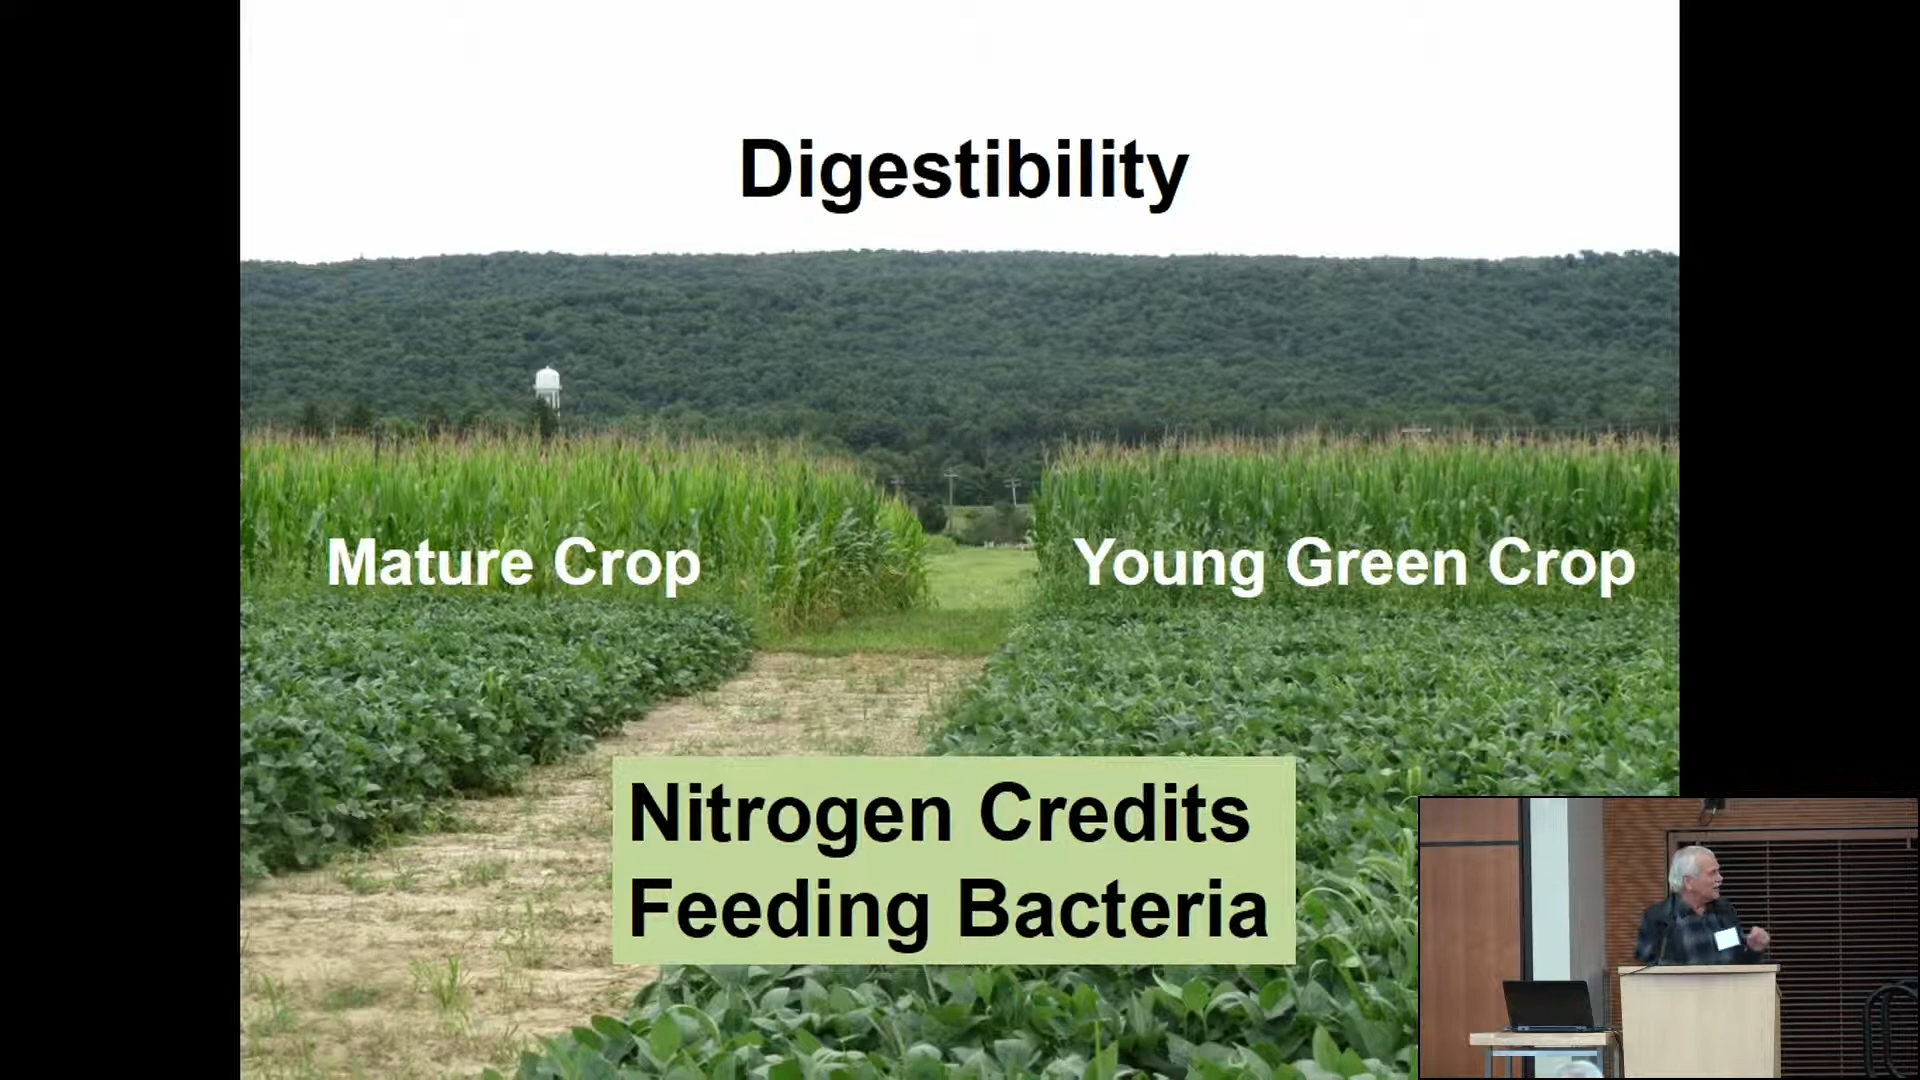 Digestibility
Mature Crop
Young Green Crop
Nitrogen Credits
Feeding Bacteria